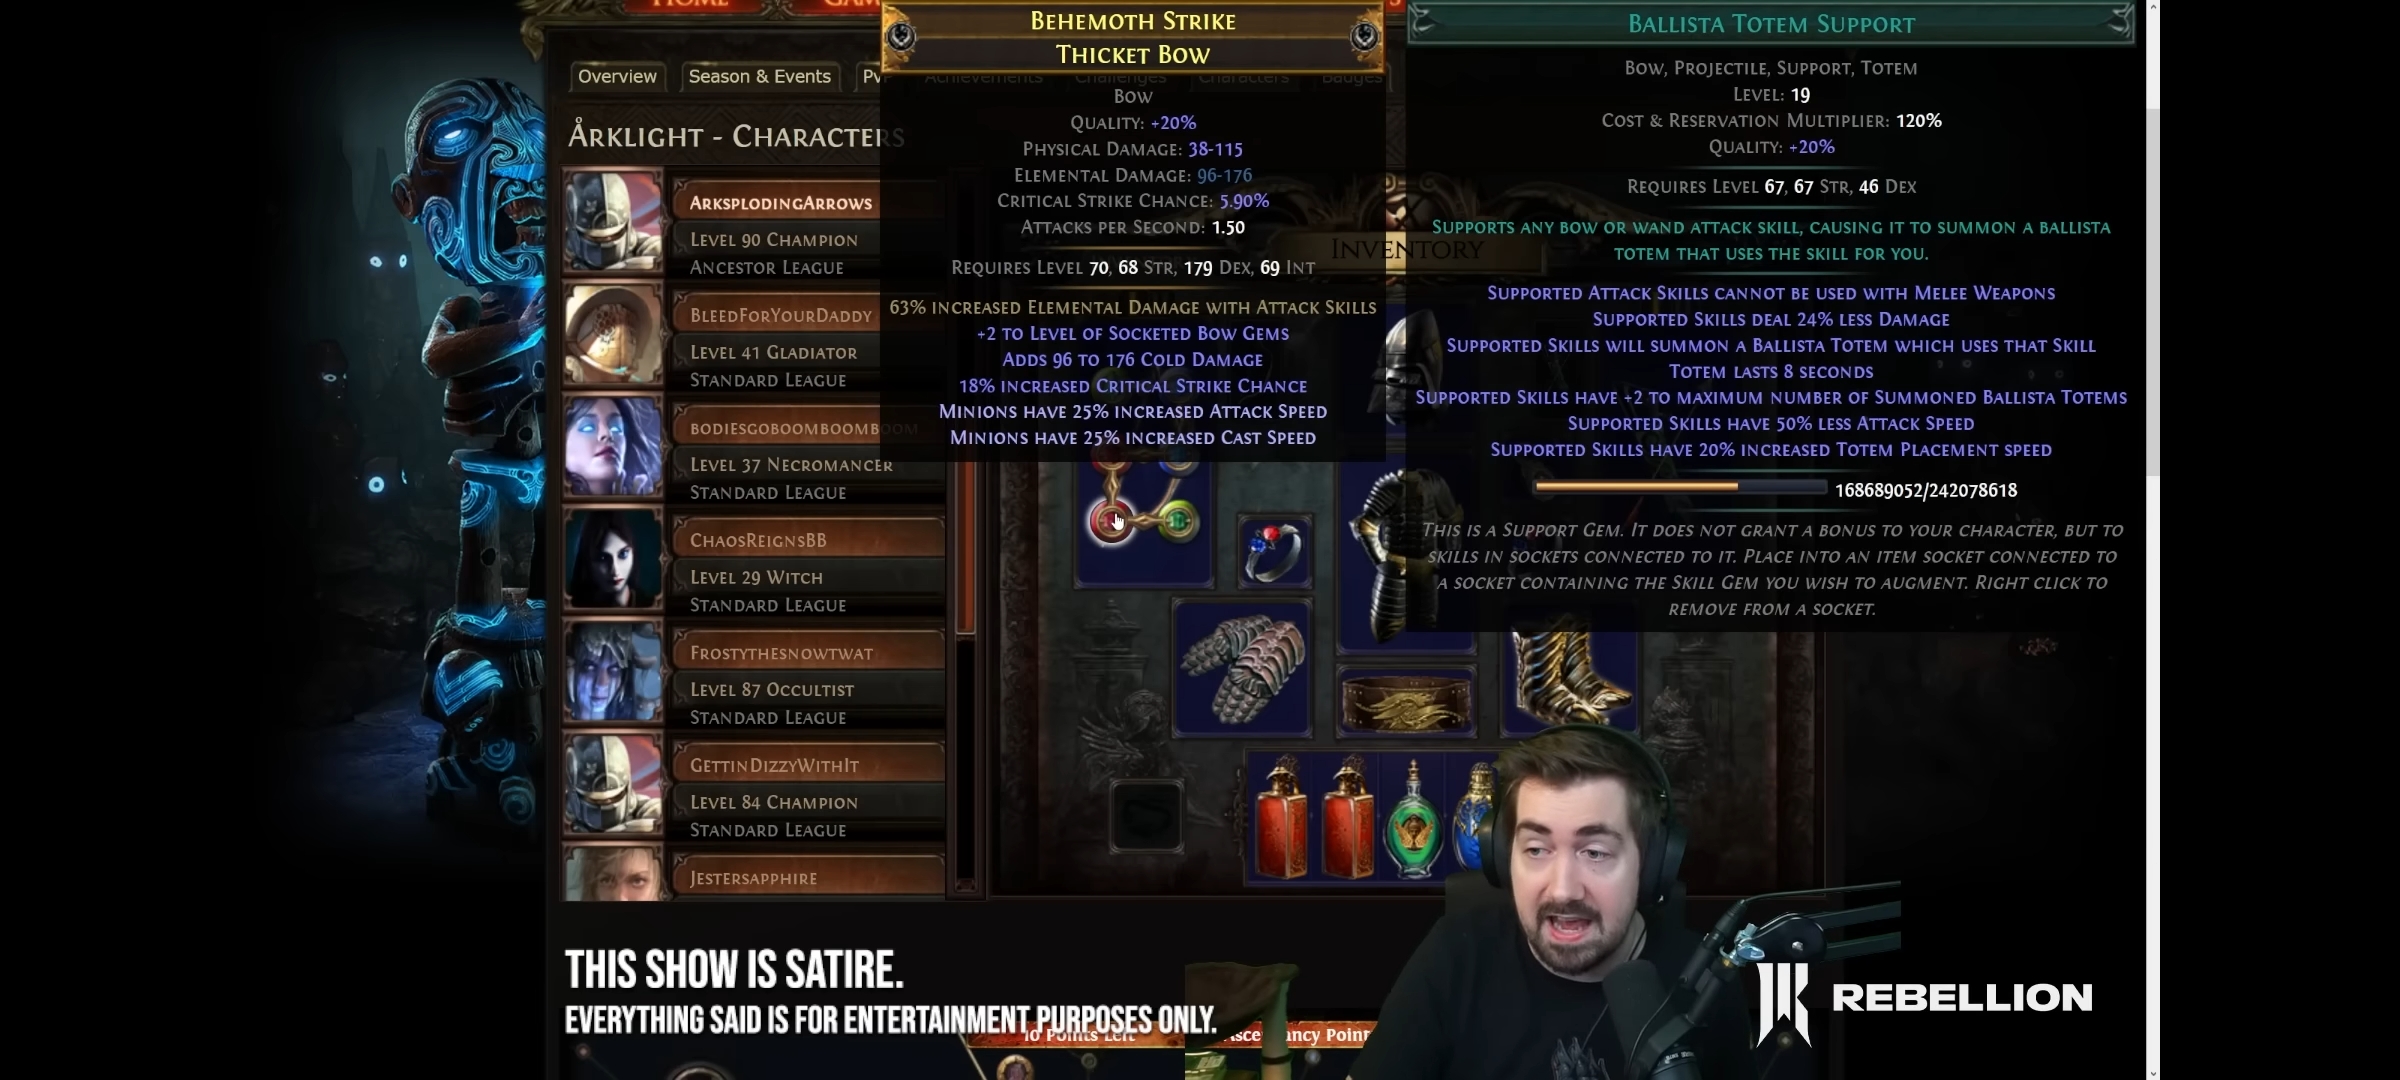 Home
Overview
Season & Events
PvP
Achievements
Challenges
Characters
Badges
Årklight - Characters
ArksplodingArrows
Level 90 Champion
Ancestor League
BleedForYourDaddy
Level 41 Gladiator
Standard League
bodiesgoboomboomboom
Level 37 Necromancer
Standard League
ChaosReignsBB
Level 29 Witch
Standard League
Frostythesnowtwat
Level 87 Occultist
Standard League
GettinDizzyWithIt
Level 84 Champion
Standard League
Jestersapphire
Behemoth Strike
Thicket Bow
Bow
Quality: +20%
Physical Damage: 38-115
Elemental Damage: 96-176
Critical Strike Chance: 5.90%
Attacks per Second: 1.50
Requires Level 70, 68 Str, 179 Dex, 69 Int
63% increased Elemental Damage with Attack Skills
+2 to Level of Socketed Bow Gems
Adds 96 to 176 Cold Damage
18% increased Critical Strike Chance
Minions have 25% increased Attack Speed
Minions have 25% increased Cast Speed
Inventory
Ballista Totem Support
Bow, Projectile, Support, Totem
Level: 19
Cost & Reservation Multiplier: 120%
Quality: +20%
Requires Level 67, 67 Str, 46 Dex
Supports any bow or wand attack skill, causing it to summon a ballista
totem that uses the skill for you.
Supported Attack Skills cannot be used with Melee Weapons
Supported Skills deal 24% less Damage
Supported Skills will summon a Ballista Totem which uses that Skill
Totem lasts 8 seconds
Supported Skills have +2 to maximum number of Summoned Ballista Totems
Supported Skills have 50% less Attack Speed
Supported Skills have 20% increased Totem Placement speed
168689052/242078618
This is a Support Gem. It does not grant a bonus to your character, but to
skills in sockets connected to it. Place into an item socket connected to
a socket containing the Skill Gem you wish to augment. Right click to
remove from a socket.
THIS SHOW IS SATIRE.
EVERYTHING SAID IS FOR ENTERTAINMENT PURPOSES ONLY.
10 Points Left
REBELLION